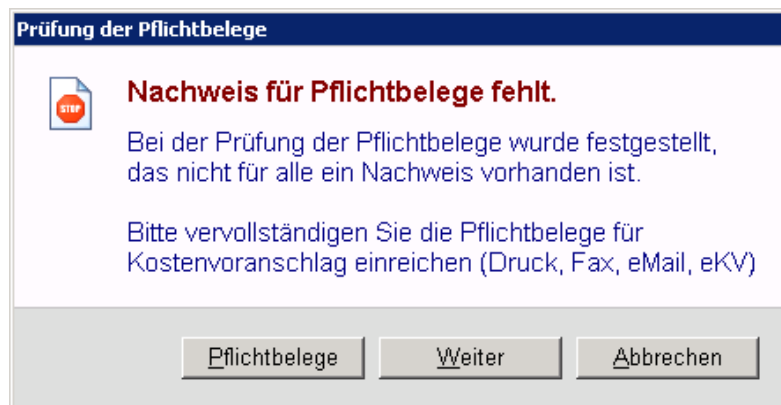 Prüfung der Pflichtbelege
STOP
Nachweis für Pflichtbelege fehlt.
Bei der Prüfung der Pflichtbelege wurde festgestellt,
das nicht für alle ein Nachweis vorhanden ist.
Bitte vervollständigen Sie die Pflichtbelege für
Kostenvoranschlag einreichen (Druck, Fax, eMail, eKV)
Pflichtbelege Weiter Abbrechen